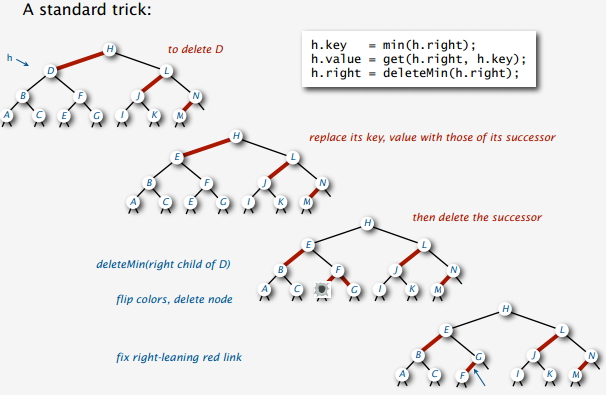 A standard trick:
to delete D
h.key = min(h.right);
h.value = get(h.right, h.key);
h.right = deleteMin(h.right);
h
H
D L
B F J N
A C E G I K M
replace its key, value with those of its successor
H
E L
B F J N
A C E G I K M
then delete the successor
H
E L
deleteMin(right child of D)
B F J N
flip colors, delete node
A C G I K M
H
E L
fix right-leaning red link
B G J N
A C F I K M